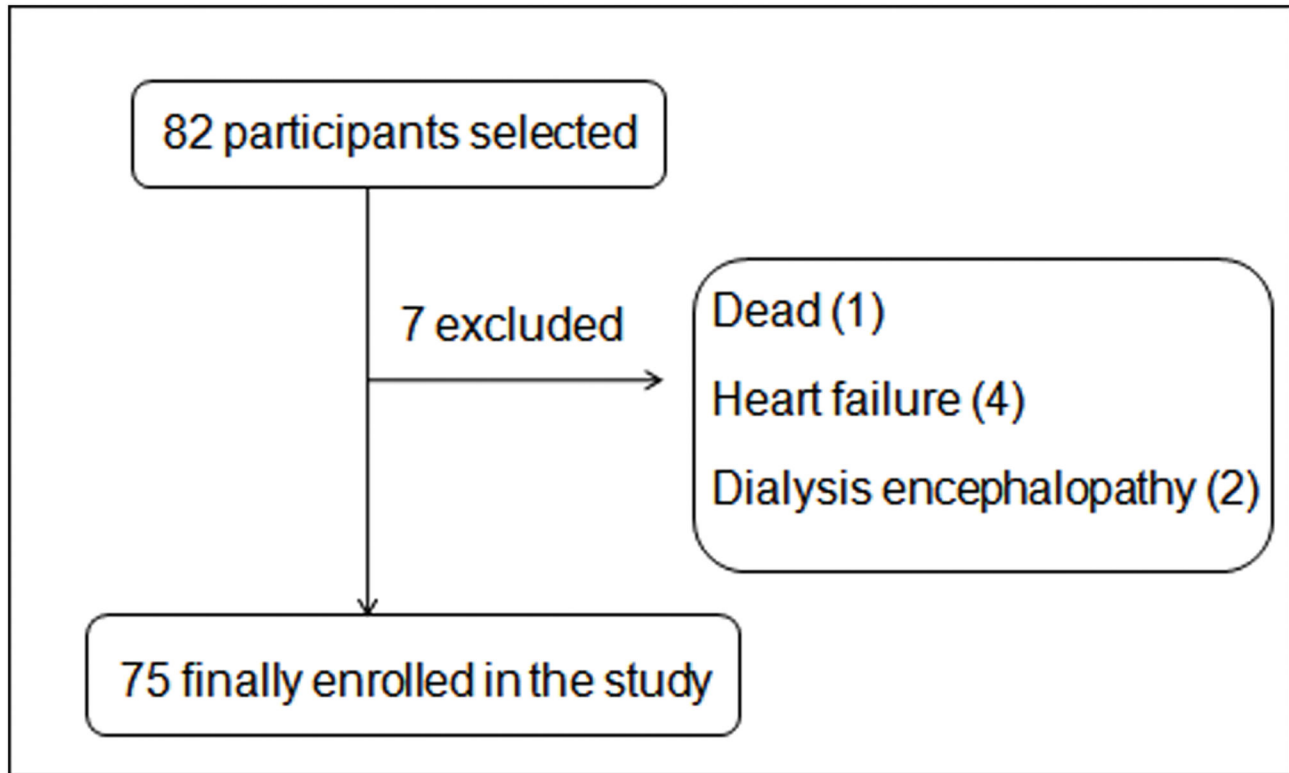 82 participants selected
7 excluded
Dead (1)
Heart failure (4)
Dialysis encephalopathy (2)
75 finally enrolled in the study